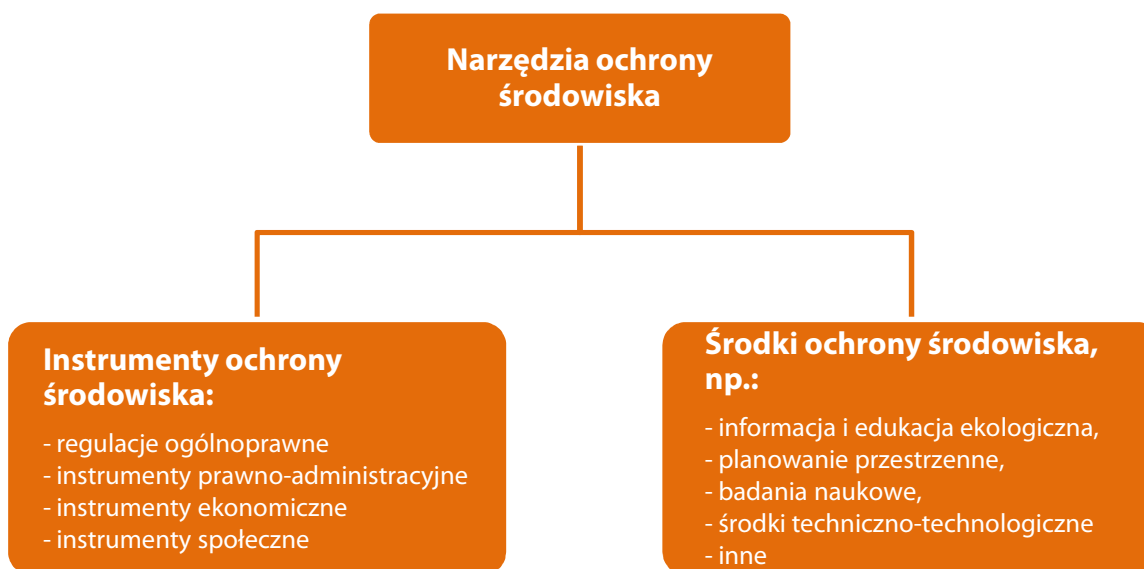 Narzędzia ochrony
środowiska
Instrumenty ochrony
środowiska:
- regulacje ogólnoprawne
- instrumenty prawno-administracyjne
- instrumenty ekonomiczne
- instrumenty społeczne
Środki ochrony środowiska,
np.:
- informacja i edukacja ekologiczna,
- planowanie przestrzenne,
- badania naukowe,
- środki techniczno-technologiczne
- inne